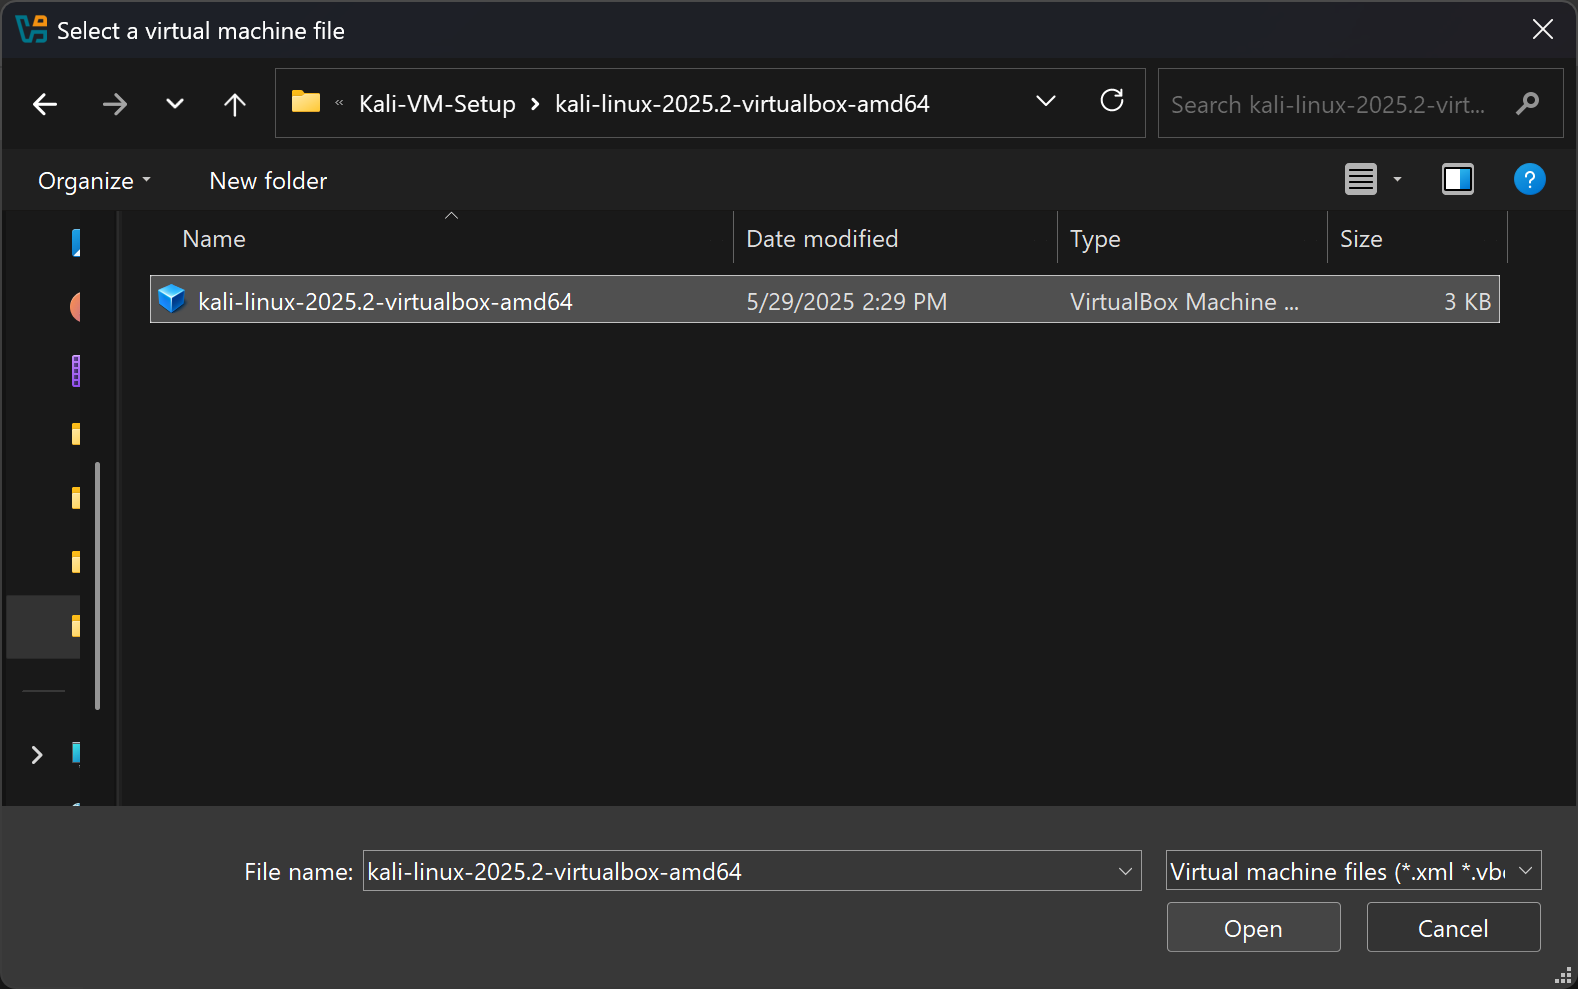 Select a virtual machine file
« Kali-VM-Setup › kali-linux-2025.2-virtualbox-amd64
Search kali-linux-2025.2-virt...
Organize
New folder
?
Name
Date modified
Type
Size
kali-linux-2025.2-virtualbox-amd64
5/29/2025 2:29 PM
VirtualBox Machine ...
3 KB
File name:
kali-linux-2025.2-virtualbox-amd64
Virtual machine files (*.xml *.vb
Open
Cancel